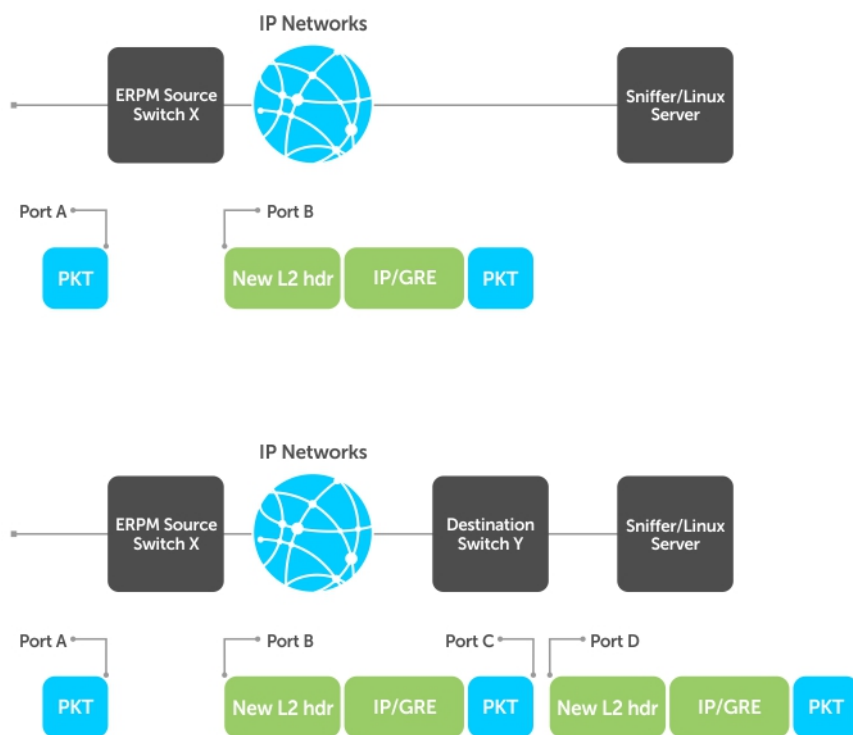 IP Networks
ERPM Source
Switch X
Sniffer/Linux
Server
Port A
Port B
PKT
New L2 hdr
IP/GRE
PKT
IP Networks
ERPM Source
Switch X
Destination
Switch Y
Sniffer/Linux
Server
Port A
Port B
Port C
Port D
PKT
New L2 hdr
IP/GRE
PKT
New L2 hdr
IP/GRE
PKT